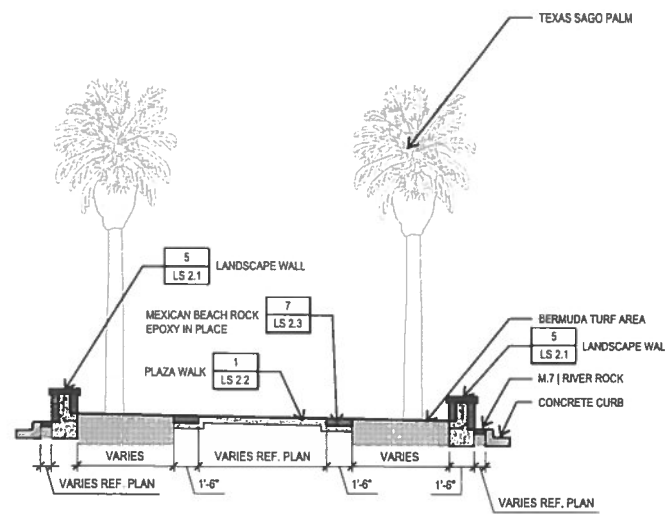 TEXAS SAGO PALM
5
LS 2.1
LANDSCAPE WALL
MEXICAN BEACH ROCK
EPOXY IN PLACE
7
LS 2.3
BERMUDA TURF AREA
5
LS 2.1
LANDSCAPE WAL
PLAZA WALK
1
LS 2.2
M.7 | RIVER ROCK
CONCRETE CURB
VARIES
VARIES REF. PLAN
VARIES
VARIES REF. PLAN
1'-6"
1'-6"
1'-6"
VARIES REF. PLAN